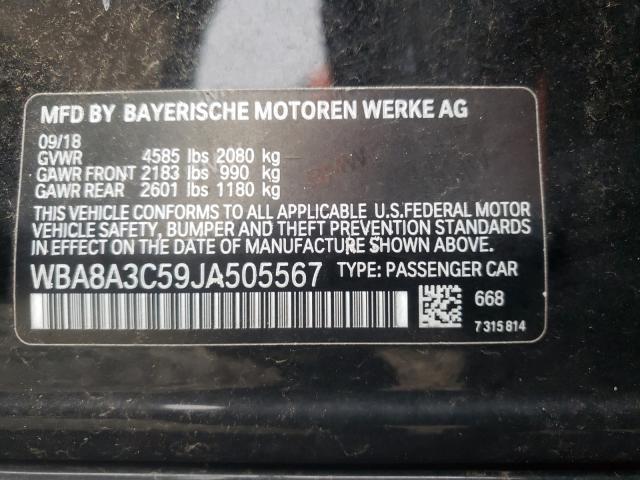 MFD BY BAYERISCHE MOTOREN WERKE AG
09/18
GVWR 4585 lbs 2080 kg
GAWR FRONT 2183 lbs 990 kg
GAWR REAR 2601 lbs 1180 kg
THIS VEHICLE CONFORMS TO ALL APPLICABLE U.S.FEDERAL MOTOR
VEHICLE SAFETY, BUMPER AND THEFT PREVENTION STANDARDS
IN EFFECT ON THE DATE OF MANUFACTURE SHOWN ABOVE.
WBA8A3C59JA505567 TYPE: PASSENGER CAR
668
7 315 814